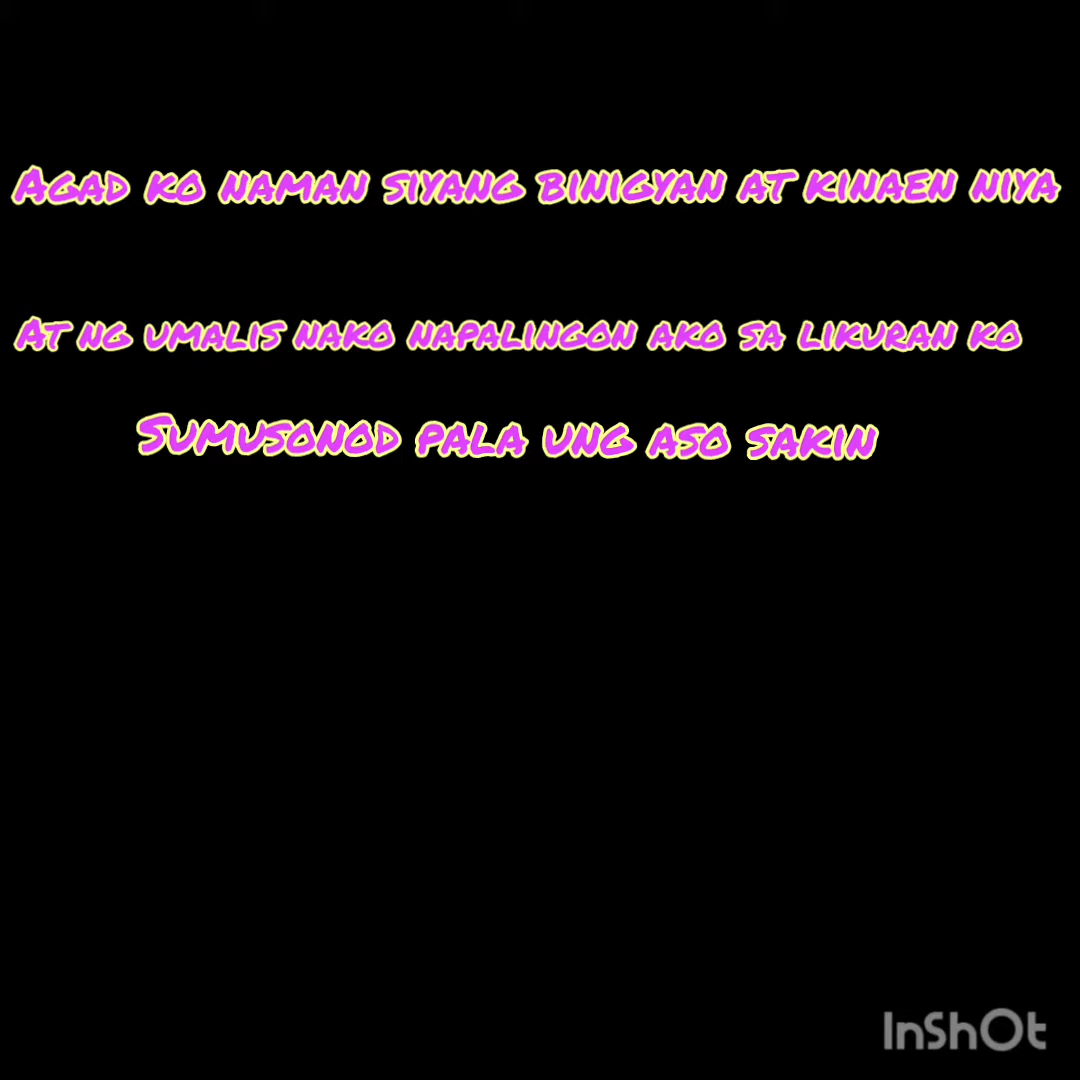 Agad ko naman siyang binigyan at kinaen niya
At ng umalis nako napalingon ako sa likuran ko
Sumusonod pala ung aso sakin
InShOt